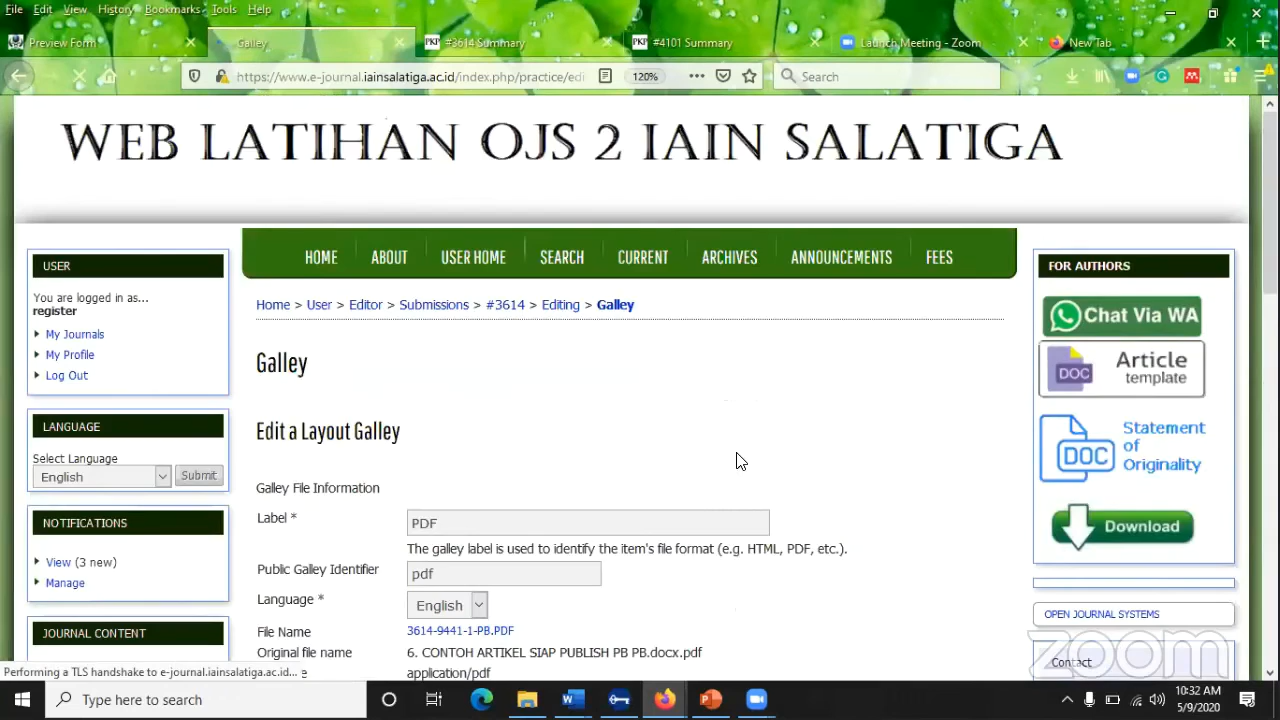 File Edit View History Bookmarks Tools Help
Preview Form
Galley
PKP #3614 Summary
PKP #4101 Summary
Launch Meeting - Zoom
New Tab
https://www.e-journal.iainsalatiga.ac.id/index.php/practice/edi
120%
Search
WEB LATIHAN OJS 2 IAIN SALATIGA
HOME ABOUT USER HOME SEARCH CURRENT ARCHIVES ANNOUNCEMENTS FEES
USER
You are logged in as...
register
My Journals
My Profile
Log Out
LANGUAGE
Select Language
English Submit
NOTIFICATIONS
View (3 new)
Manage
JOURNAL CONTENT
Home > User > Editor > Submissions > #3614 > Editing > Galley
Galley
Edit a Layout Galley
Galley File Information
Label * PDF
The galley label is used to identify the item's file format (e.g. HTML, PDF, etc.).
Public Galley Identifier pdf
Language * English
File Name 3614-9441-1-PB.PDF
Original file name 6. CONTOH ARTIKEL SIAP PUBLISH PB PB.docx.pdf
application/pdf
FOR AUTHORS
Chat Via WA
DOC Article template
DOC Statement of Originality
Download
OPEN JOURNAL SYSTEMS
Contact
zoom
Performing a TLS handshake to e-journal.iainsalatiga.ac.id...
Type here to search
10:32 AM
5/9/2020